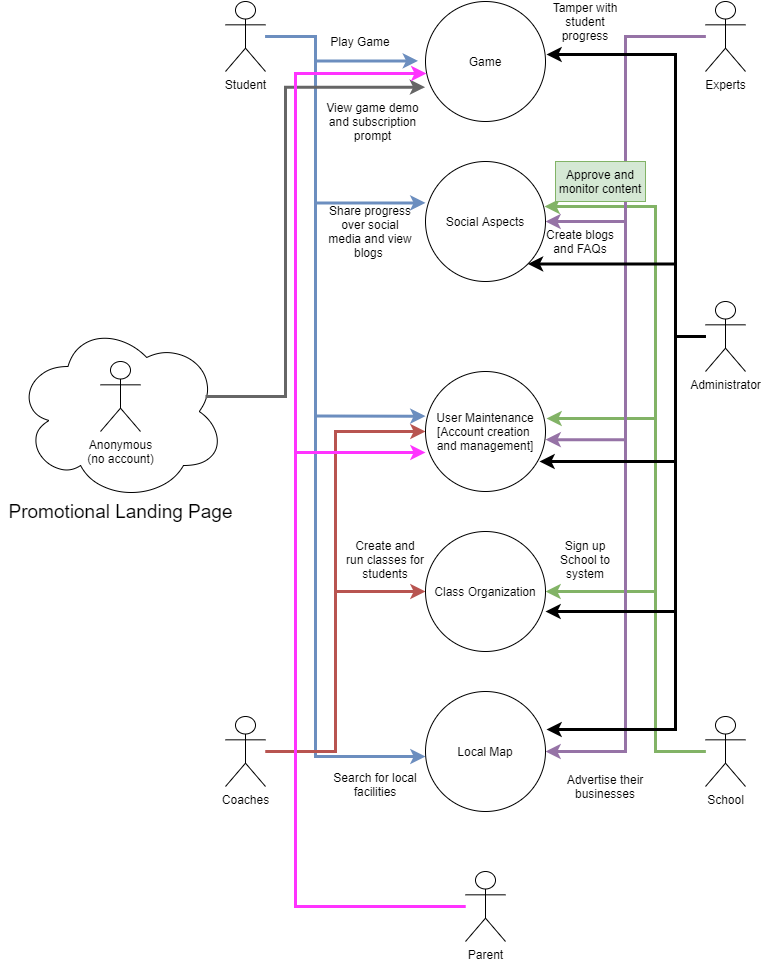 Tamper with
student
progress
Play Game
Game
Student
Experts
View game demo
and subscription
prompt
Approve and
monitor content
Share progress
over social
media and view
blogs
Social Aspects
Create blogs
and FAQs
Administrator
User Maintenance
[Account creation
and management]
Anonymous
(no account)
Promotional Landing Page
Create and
run classes for
students
Sign up
School to
system
Class Organization
Local Map
Search for local
facilities
Advertise their
businesses
Coaches
School
Parent